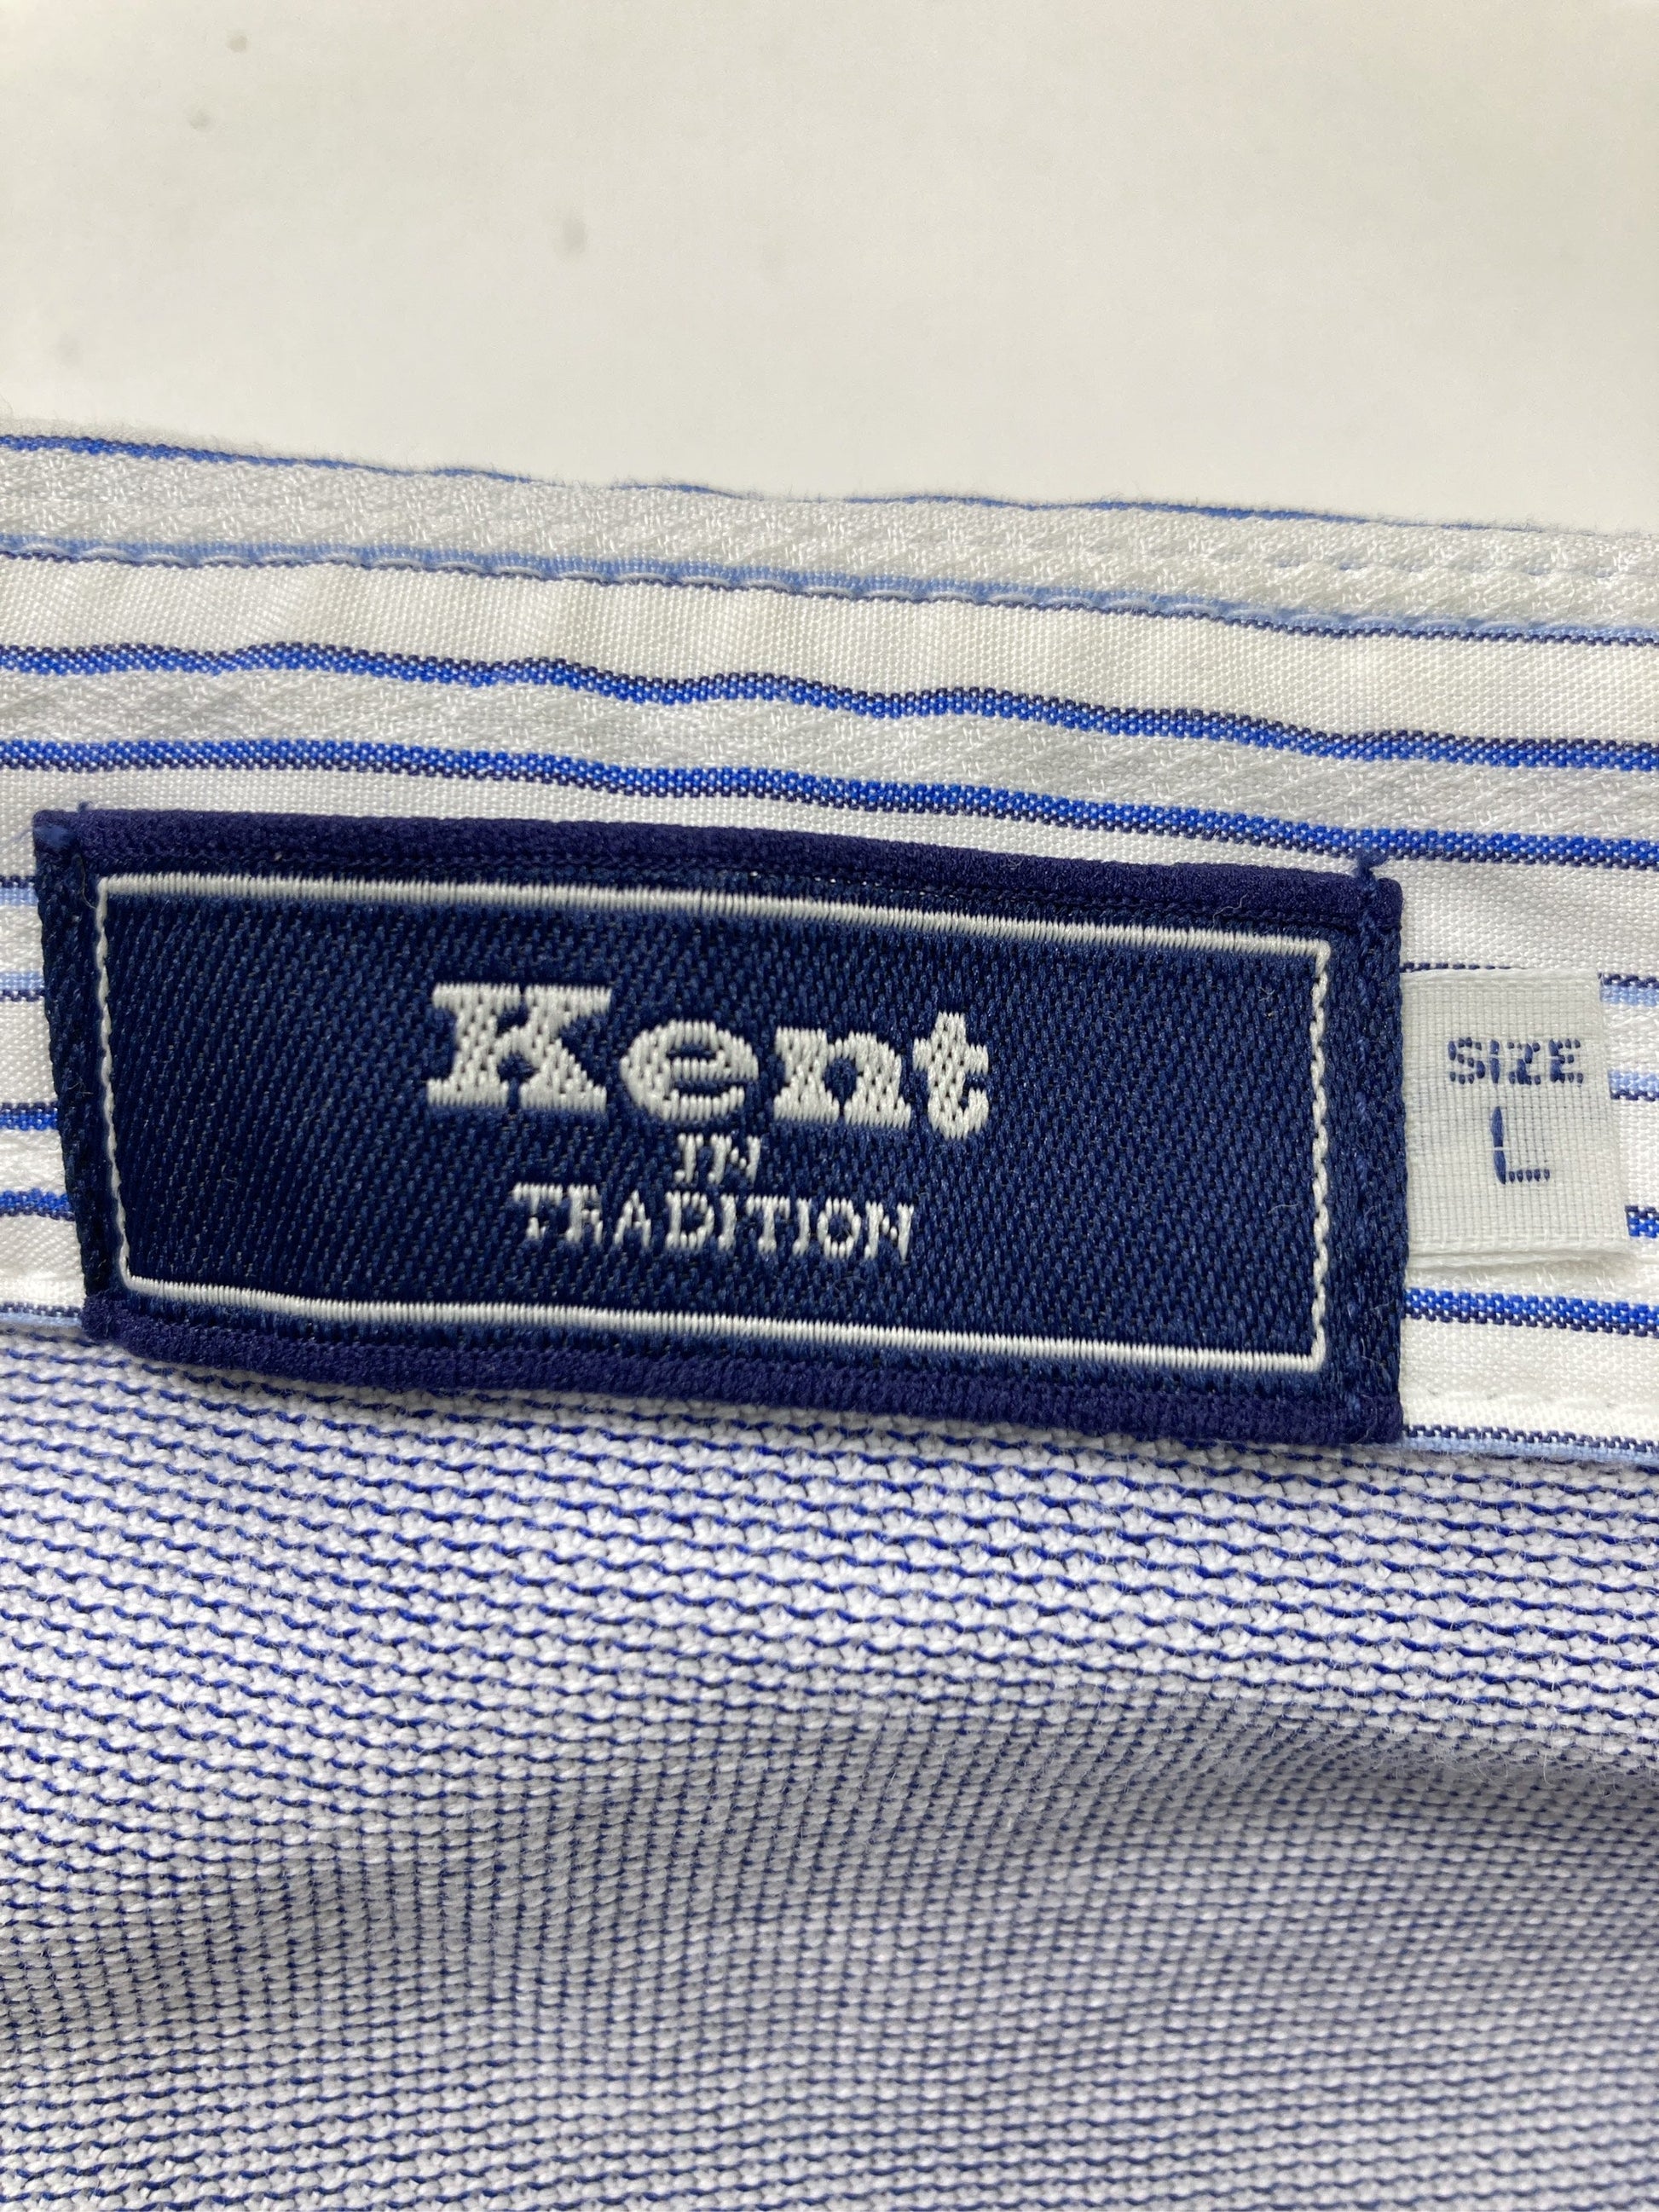 Kent
IN
TRADITION
SIZE
L